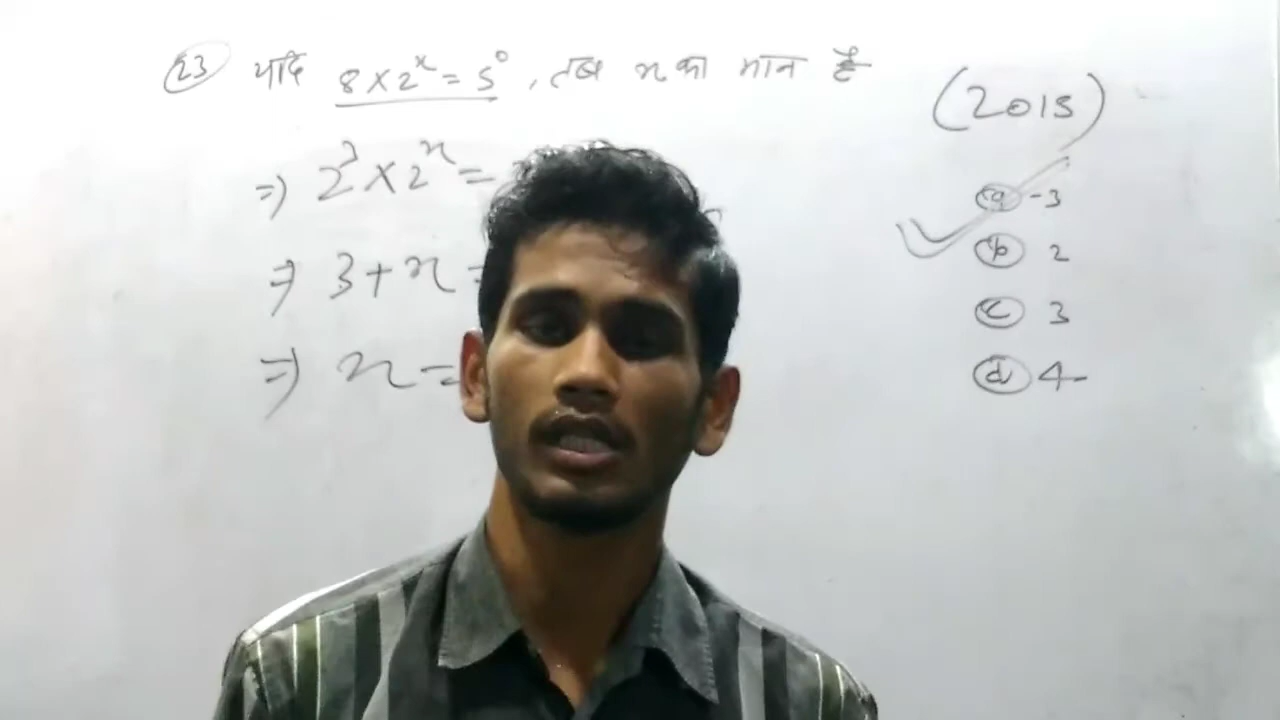 23 यदि 8×2^x = 5^0, तब x का मान है
(2015)
⇒ 2^3 × 2^x =
⇒ 3 + x =
⇒ x =
(a) -3
(b) 2
(c) 3
(d) 4